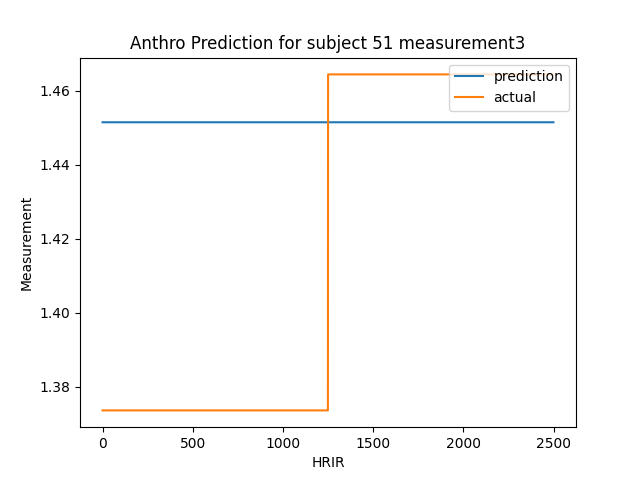 Anthro Prediction for subject 51 measurement3
prediction
actual
1.46
1.44
1.42
1.40
1.38
Measurement
0 500 1000 1500 2000 2500
HRIR